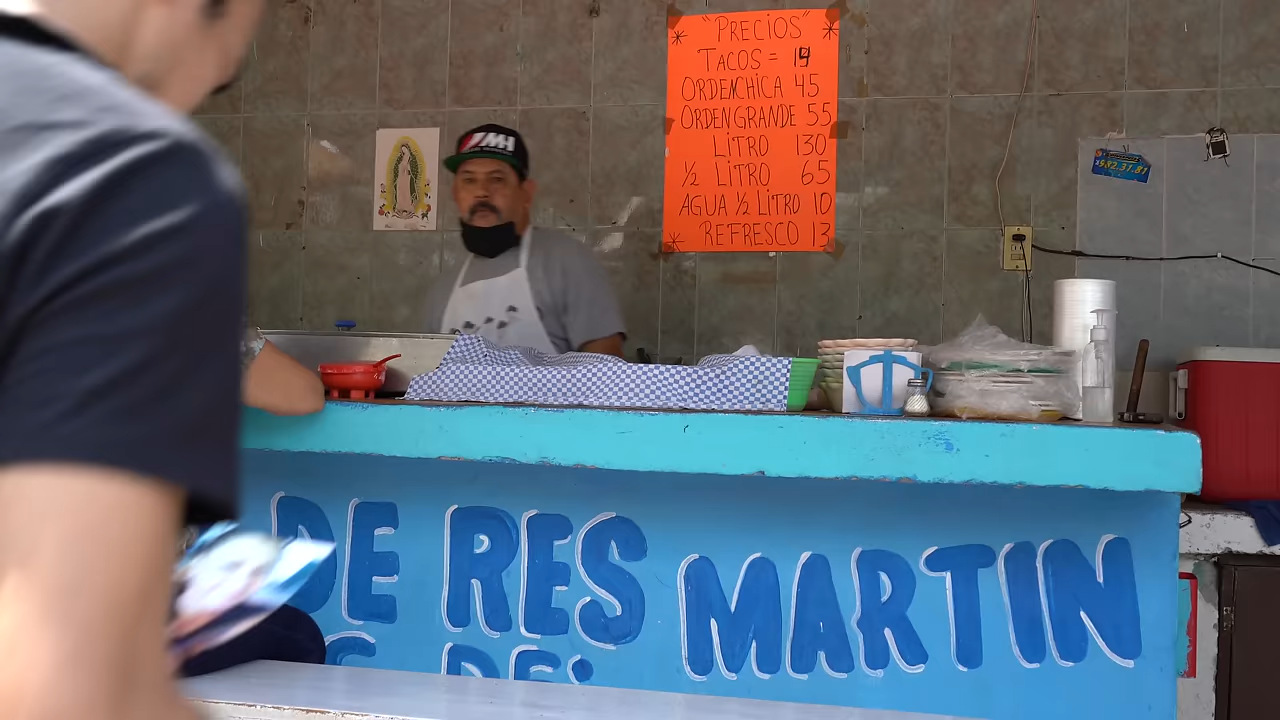 "PRECIOS"
TACOS = 14
ORDENCHICA 45
ORDENGRANDE 55
LITRO 130
½ LITRO 65
AGUA ½ LITRO 10
REFRESCO 13
DE RES MARTIN